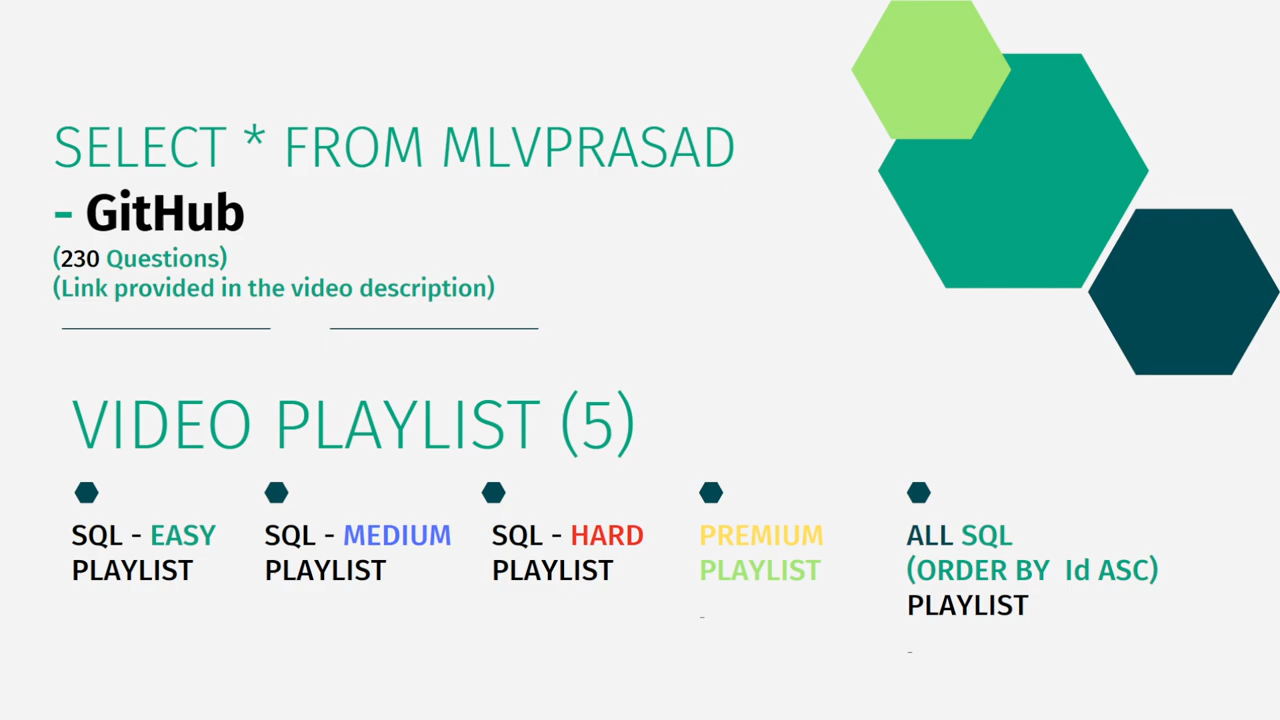 SELECT * FROM MLVPRASAD
- GitHub
(230 Questions)
(Link provided in the video description)
VIDEO PLAYLIST (5)
SQL - EASY
PLAYLIST
SQL - MEDIUM
PLAYLIST
SQL - HARD
PLAYLIST
PREMIUM
PLAYLIST
-
ALL SQL
(ORDER BY Id ASC)
PLAYLIST
-